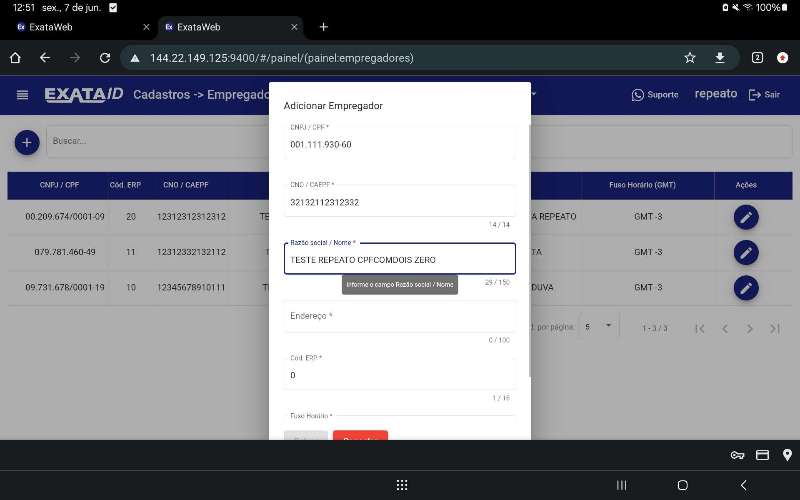 12:51 sex., 7 de jun.
100%
ExataWeb
ExataWeb
144.22.149.125:9400/#/painel/(painel:empregadores)
2
EXATAID
Cadastros -> Empregado
Suporte
repeato
Sair
Buscar...
CNPJ / CPF
Cód. ERP
CNO / CAEPF
Fuso Horário (GMT)
Ações
00.209.674/0001-09
20
12312312312312
TE
A REPEATO
GMT -3
079.781.460-49
11
12312332132112
TA
GMT -3
09.731.678/0001-19
10
12345678910111
DUVA
GMT -3
. por página:
5
1 - 3 / 3
Adicionar Empregador
CNPJ / CPF *
001.111.930-60
CNO / CAEPF *
32132112312332
14 / 14
Razão social / Nome *
TESTE REPEATO CPFCOMDOIS ZERO
29 / 150
Informe o campo Razão social / Nome
Endereço *
0 / 100
Cód. ERP *
0
1 / 18
Fuso Horário *